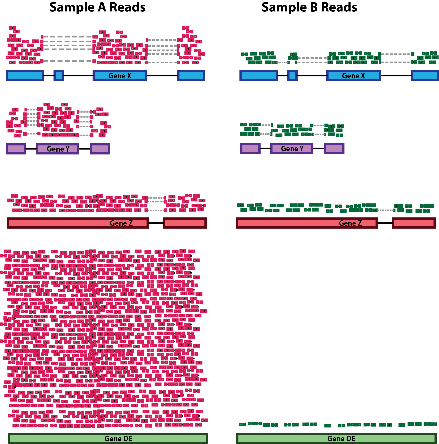 Sample A Reads Sample B Reads
Gene X Gene X
Gene Y Gene Y
Gene Z Gene Z
Gene DE Gene DE